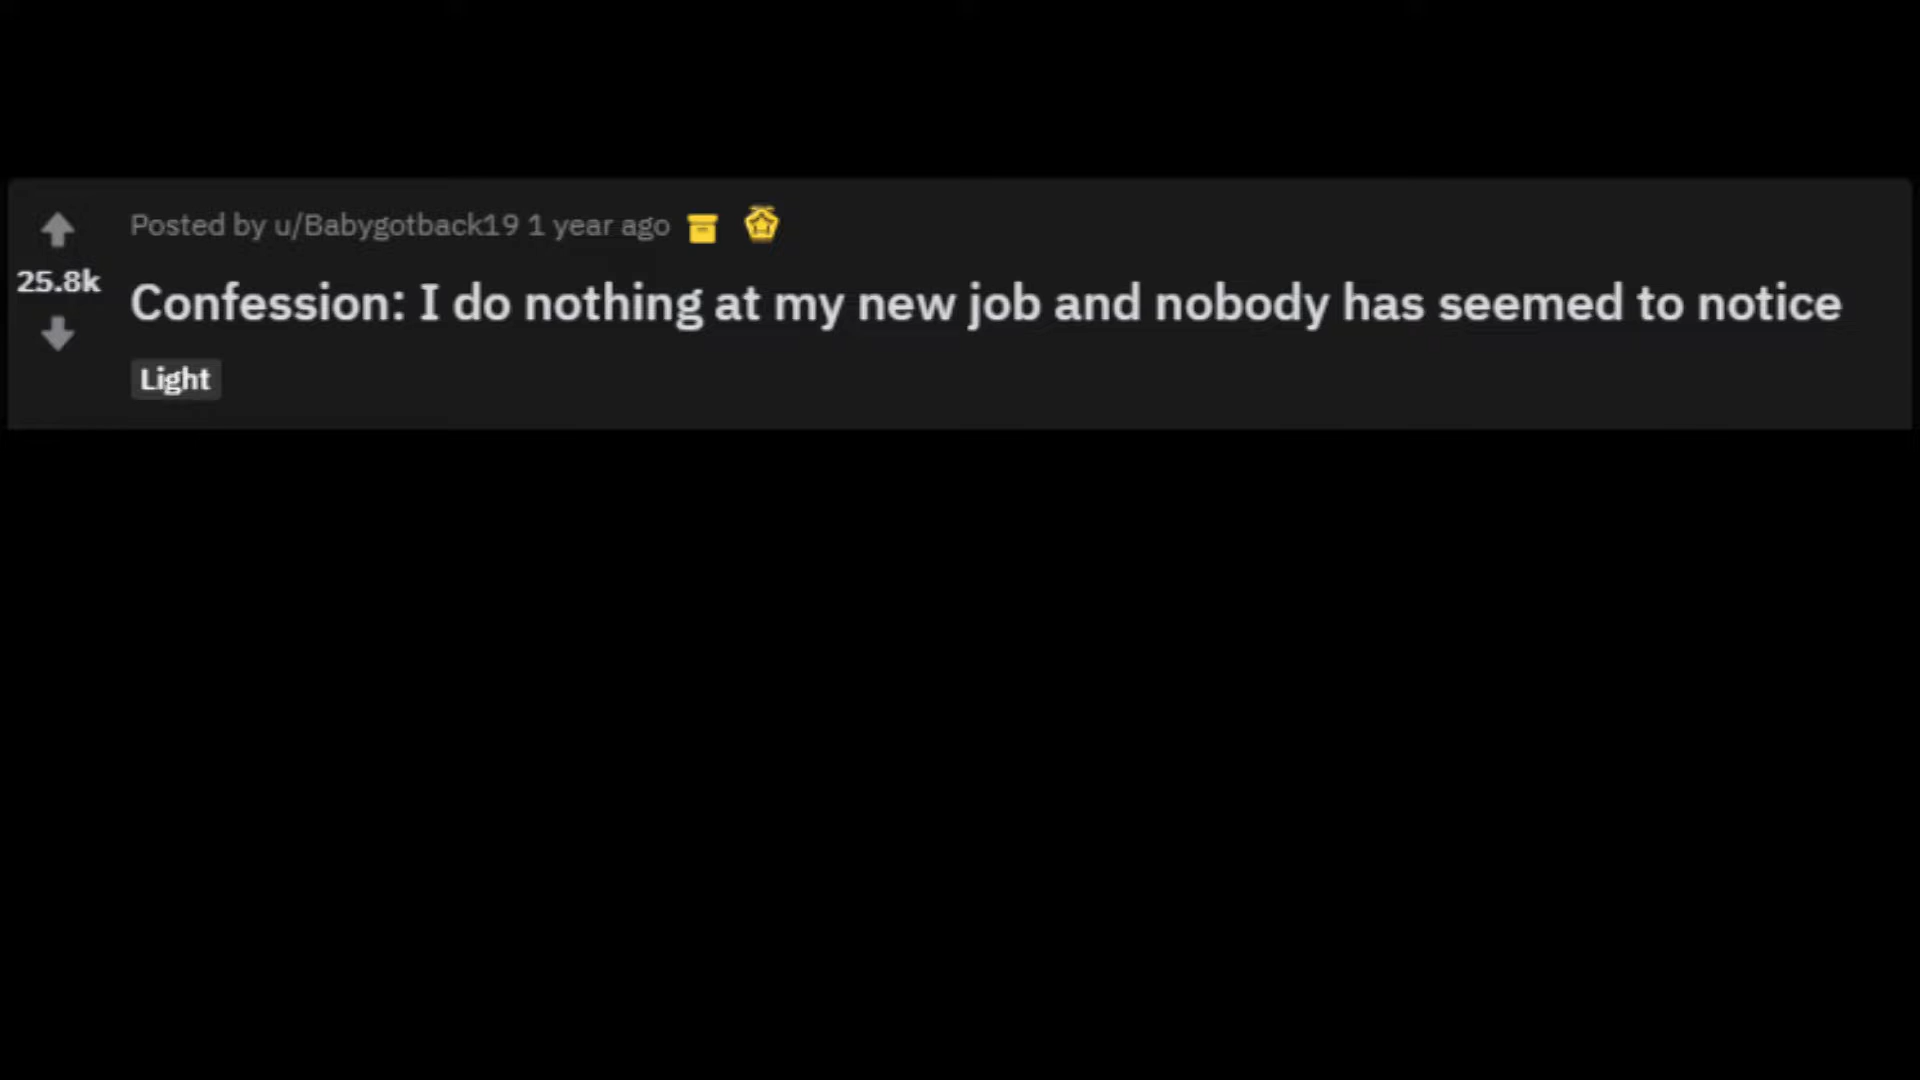 Posted by u/Babygotback19 1 year ago
25.8k
Confession: I do nothing at my new job and nobody has seemed to notice
Light